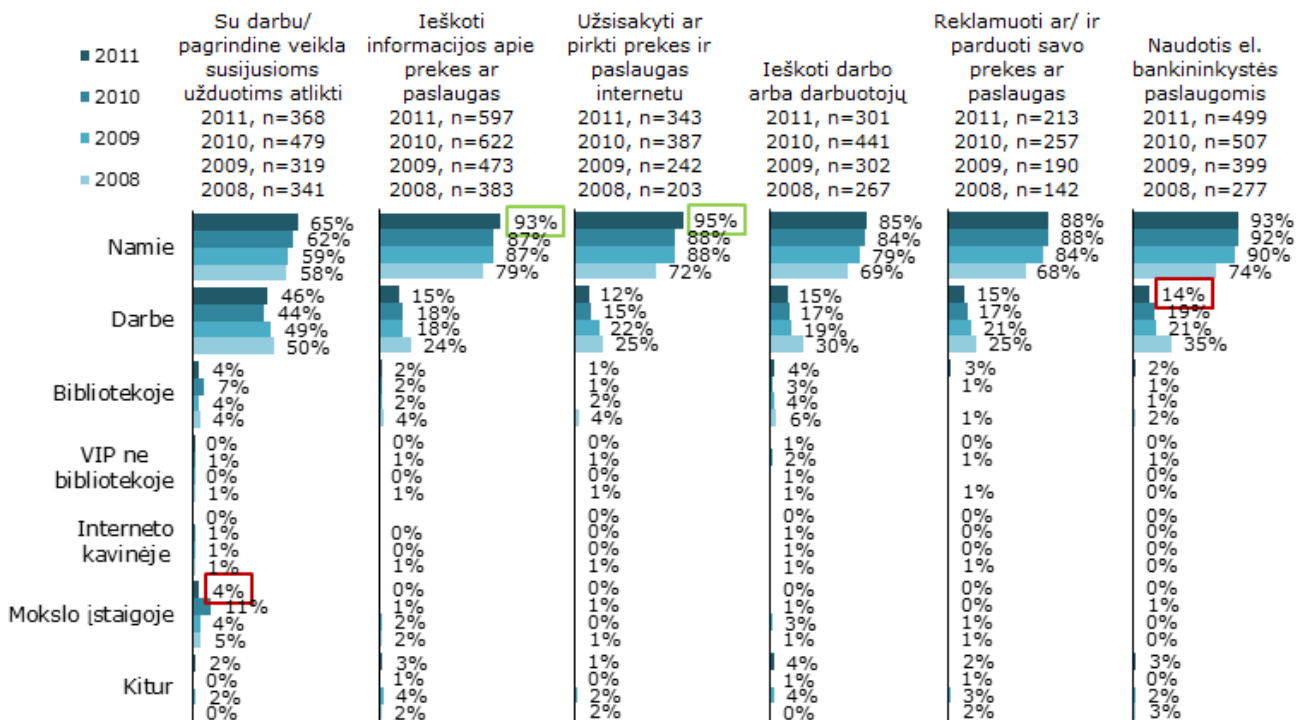 2011
2010
2009
2008
Su darbu/
pagrindine veikla
susijusioms
užduotims atlikti
2011, n=368
2010, n=479
2009, n=319
2008, n=341
Ieškoti
informacijos apie
prekes ar
paslaugas
2011, n=597
2010, n=622
2009, n=473
2008, n=383
Užsisakyti ar
pirkti prekes ir
paslaugas
internetu
2011, n=343
2010, n=387
2009, n=242
2008, n=203
Ieškoti darbo
arba darbuotojų
2011, n=301
2010, n=441
2009, n=302
2008, n=267
Reklamuoti ar/ ir
parduoti savo
prekes ar
paslaugas
2011, n=213
2010, n=257
2009, n=190
2008, n=142
Naudotis el.
bankininkystės
paslaugomis
2011, n=499
2010, n=507
2009, n=399
2008, n=277
Namie
65% 93% 95% 85% 88% 93%
62% 87% 88% 84% 88% 92%
59% 87% 88% 79% 84% 90%
58% 79% 72% 69% 68% 74%
Darbe
46% 15% 12% 15% 15% 14%
44% 18% 15% 17% 17% 19%
49% 18% 22% 19% 21% 21%
50% 24% 25% 30% 25% 35%
Bibliotekoje
4% 2% 1% 4% 3% 2%
7% 2% 1% 3% 1% 1%
4% 2% 2% 4% 1%
4% 4% 4% 6% 1% 2%
VIP ne
bibliotekoje
0% 0% 0% 1% 0% 0%
1% 1% 1% 2% 1% 1%
0% 0% 0% 1% 0%
1% 1% 1% 1% 1% 0%
Interneto
kavinėje
0% 0% 0% 0% 0%
1% 0% 0% 1% 0% 0%
1% 0% 0% 1% 0% 0%
1% 1% 1% 1% 1% 0%
Mokslo įstaigoje
4% 0% 0% 0% 0% 0%
11% 1% 1% 1% 0% 1%
4% 2% 0% 3% 1% 0%
5% 2% 1% 1% 1% 0%
Kitur
2% 3% 1% 4% 2% 3%
0% 1% 0% 1% 1% 0%
2% 4% 2% 4% 3% 2%
0% 2% 2% 0% 2% 3%